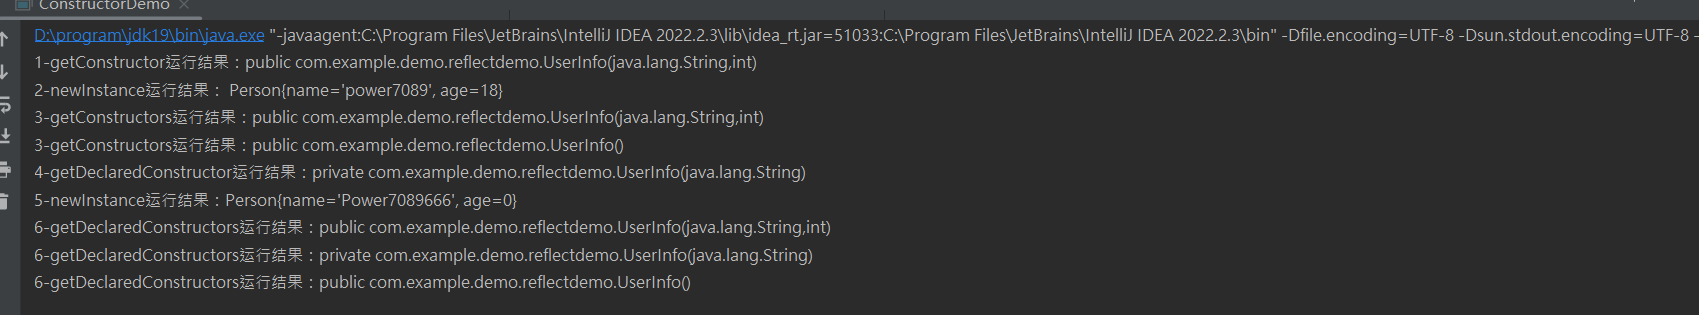 ConstructorDemo
D:\program\jdk19\bin\java.exe "-javaagent:C:\Program Files\JetBrains\IntelliJ IDEA 2022.2.3\lib\idea_rt.jar=51033:C:\Program Files\JetBrains\IntelliJ IDEA 2022.2.3\bin" -Dfile.encoding=UTF-8 -Dsun.stdout.encoding=UTF-8 -
1-getConstructor运行结果：public com.example.demo.reflectdemo.UserInfo(java.lang.String,int)
2-newInstance运行结果： Person{name='power7089', age=18}
3-getConstructors运行结果：public com.example.demo.reflectdemo.UserInfo(java.lang.String,int)
3-getConstructors运行结果：public com.example.demo.reflectdemo.UserInfo()
4-getDeclaredConstructor运行结果：private com.example.demo.reflectdemo.UserInfo(java.lang.String)
5-newInstance运行结果：Person{name='Power7089666', age=0}
6-getDeclaredConstructors运行结果：public com.example.demo.reflectdemo.UserInfo(java.lang.String,int)
6-getDeclaredConstructors运行结果：private com.example.demo.reflectdemo.UserInfo(java.lang.String)
6-getDeclaredConstructors运行结果：public com.example.demo.reflectdemo.UserInfo()